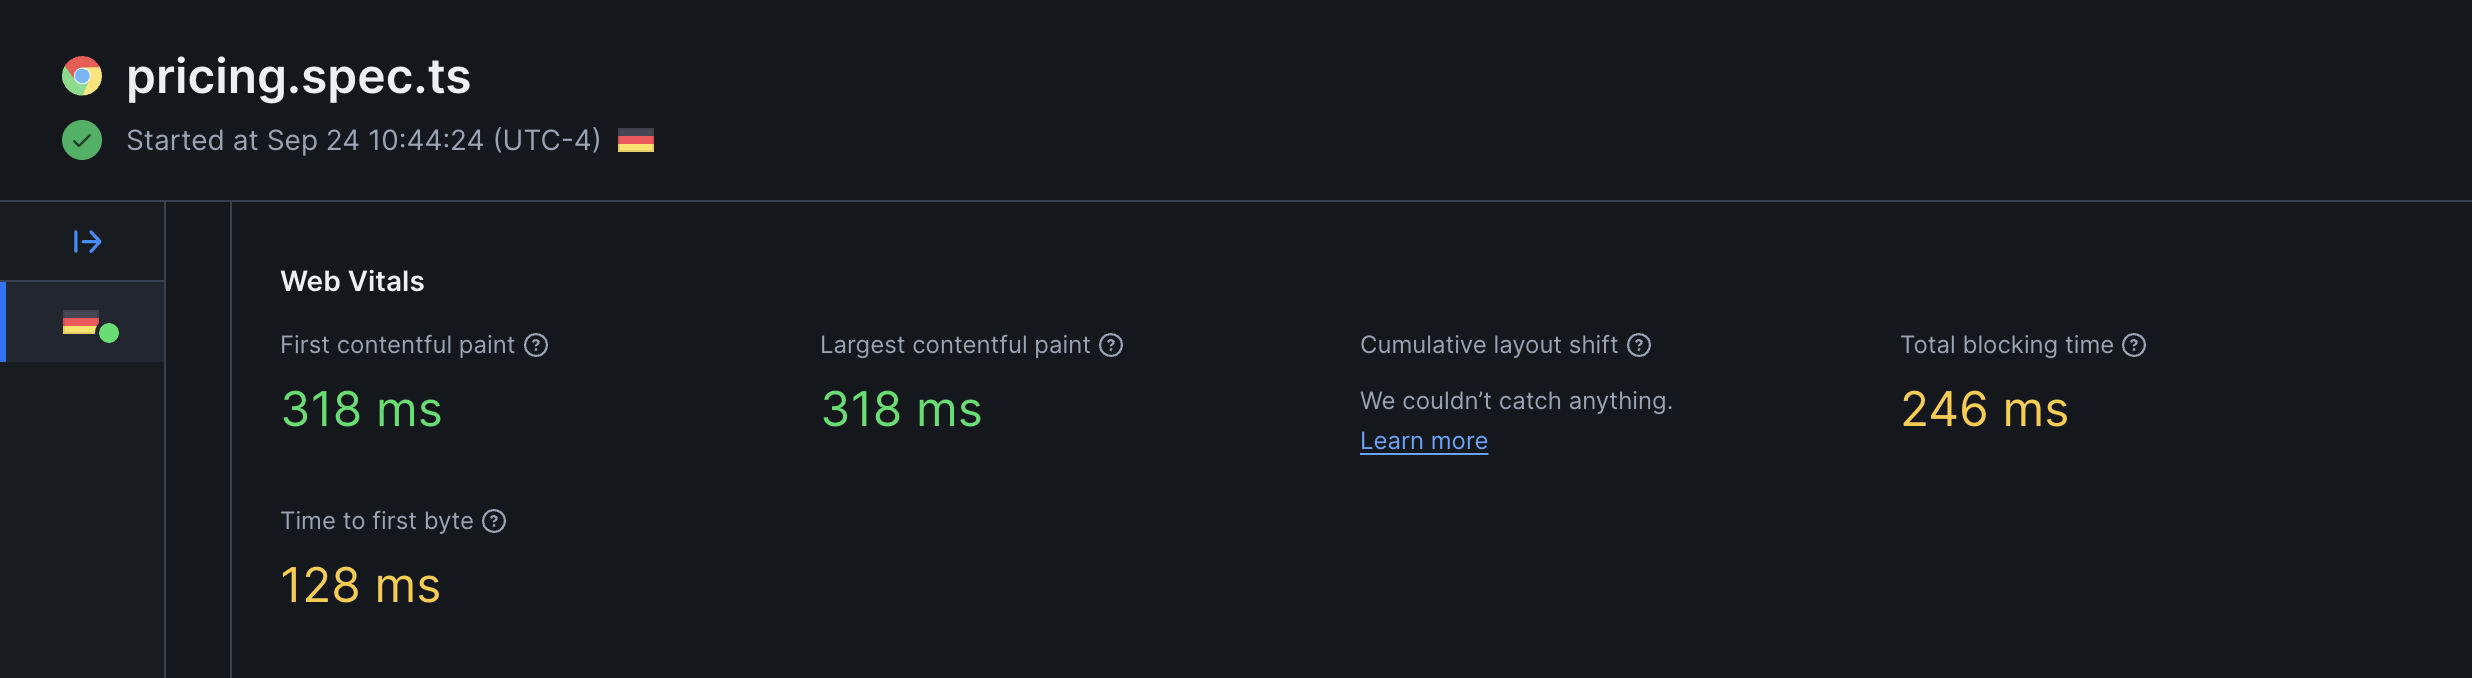 pricing.spec.ts
Started at Sep 24 10:44:24 (UTC-4)
Web Vitals
First contentful paint ?
318 ms
Largest contentful paint ?
318 ms
Cumulative layout shift ?
We couldn’t catch anything.
Learn more
Total blocking time ?
246 ms
Time to first byte ?
128 ms